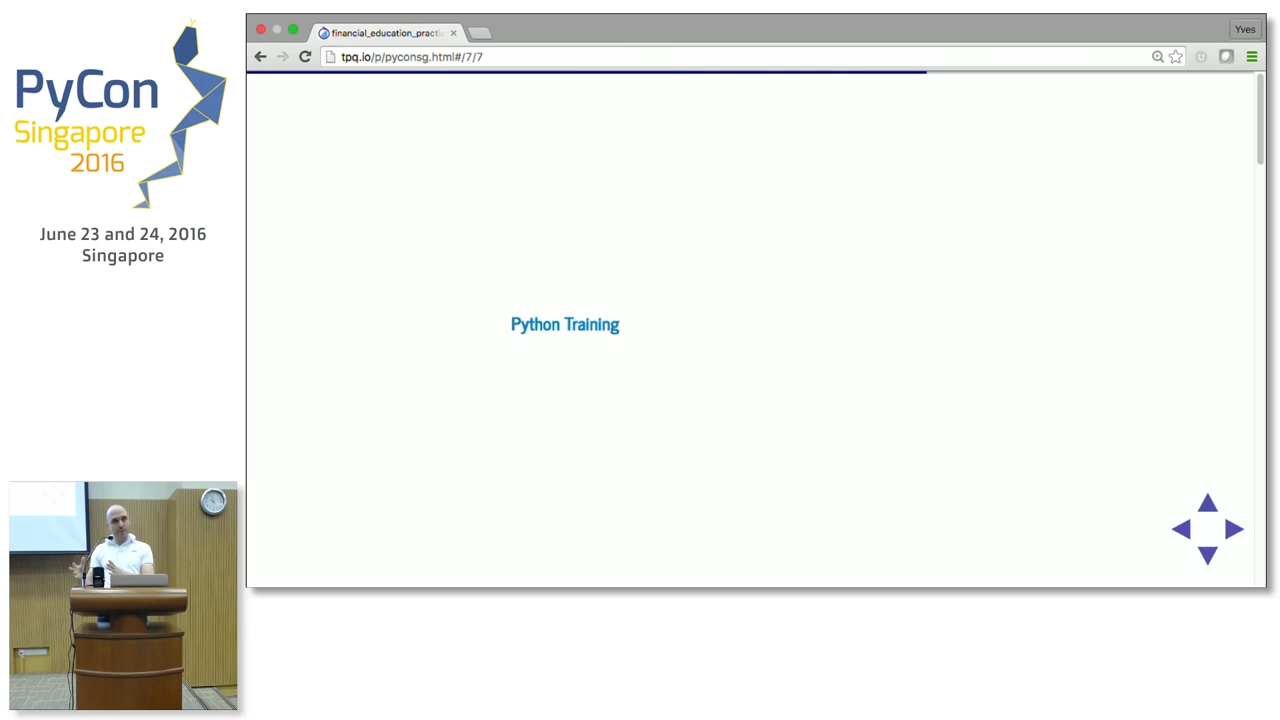 PyCon
Singapore
2016
June 23 and 24, 2016
Singapore
financial_education_practi
Yves
tpq.io/p/pyconsg.html#/7/7
Python Training